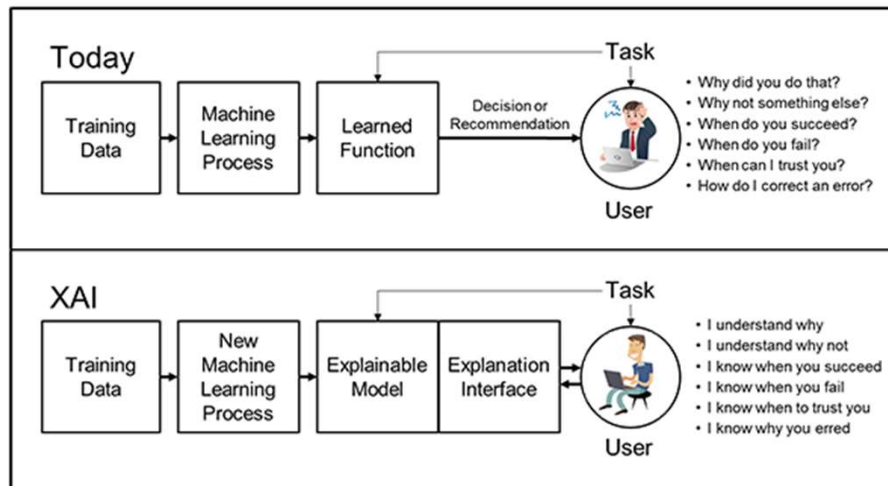 Today
Task
Training
Data
Machine
Learning
Process
Learned
Function
Decision or
Recommendation
User
• Why did you do that?
• Why not something else?
• When do you succeed?
• When do you fail?
• When can I trust you?
• How do I correct an error?
XAI
Task
Training
Data
New
Machine
Learning
Process
Explainable
Model
Explanation
Interface
User
• I understand why
• I understand why not
• I know when you succeed
• I know when you fail
• I know when to trust you
• I know why you erred